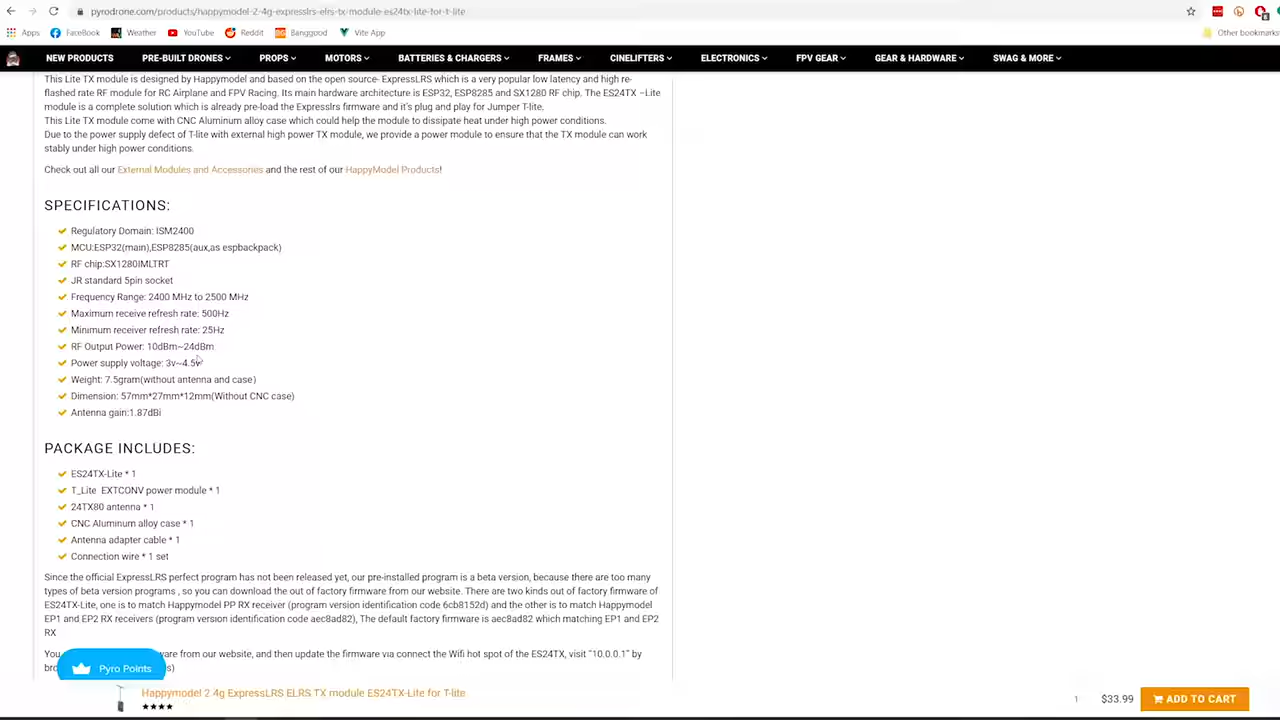 pyrodrone.com/products/happymodel-2-4g-expresslrs-elrs-tx-module-es24tx-lite-for-t-lite
Apps FaceBook Weather YouTube Reddit Banggood Vite App Other bookmarks
NEW PRODUCTS PRE-BUILT DRONES PROPS MOTORS BATTERIES & CHARGERS FRAMES CINELIFTERS ELECTRONICS FPV GEAR GEAR & HARDWARE SWAG & MORE
This Lite TX module is designed by Happymodel and based on the open source- ExpressLRS which is a very popular low latency and high re-
flashed rate RF module for RC Airplane and FPV Racing. Its main hardware architecture is ESP32, ESP8285 and SX1280 RF chip. The ES24TX –Lite
module is a complete solution which is already pre-load the Expresslrs firmware and it's plug and play for Jumper T-lite.
This Lite TX module come with CNC Aluminum alloy case which could help the module to dissipate heat under high power conditions.
Due to the power supply defect of T-lite with external high power TX module, we provide a power module to ensure that the TX module can work
stably under high power conditions.
Check out all our External Modules and Accessories and the rest of our HappyModel Products!
SPECIFICATIONS:
Regulatory Domain: ISM2400
MCU:ESP32(main),ESP8285(aux,as espbackpack)
RF chip:SX1280IMLTRT
JR standard 5pin socket
Frequency Range: 2400 MHz to 2500 MHz
Maximum receive refresh rate: 500Hz
Minimum receiver refresh rate: 25Hz
RF Output Power: 10dBm~24dBm
Power supply voltage: 3v~4.5v
Weight: 7.5gram(without antenna and case)
Dimension: 57mm*27mm*12mm(Without CNC case)
Antenna gain:1.87dBi
PACKAGE INCLUDES:
ES24TX-Lite * 1
T_Lite EXTCONV power module * 1
24TX80 antenna * 1
CNC Aluminum alloy case * 1
Antenna adapter cable * 1
Connection wire * 1 set
Since the official ExpressLRS perfect program has not been released yet, our pre-installed program is a beta version, because there are too many
types of beta version programs , so you can download the out of factory firmware from our website. There are two kinds out of factory firmware of
ES24TX-Lite, one is to match Happymodel PP RX receiver (program version identification code 6cb8152d) and the other is to match Happymodel
EP1 and EP2 RX receivers (program version identification code aec8ad82), The default factory firmware is aec8ad82 which matching EP1 and EP2
RX
You ware from our website, and then update the firmware via connect the Wifi hot spot of the ES24TX, visit "10.0.0.1" by
bro s)
Pyro Points
Happymodel 2.4g ExpressLRS ELRS TX module ES24TX-Lite for T-lite
1 $33.99 ADD TO CART